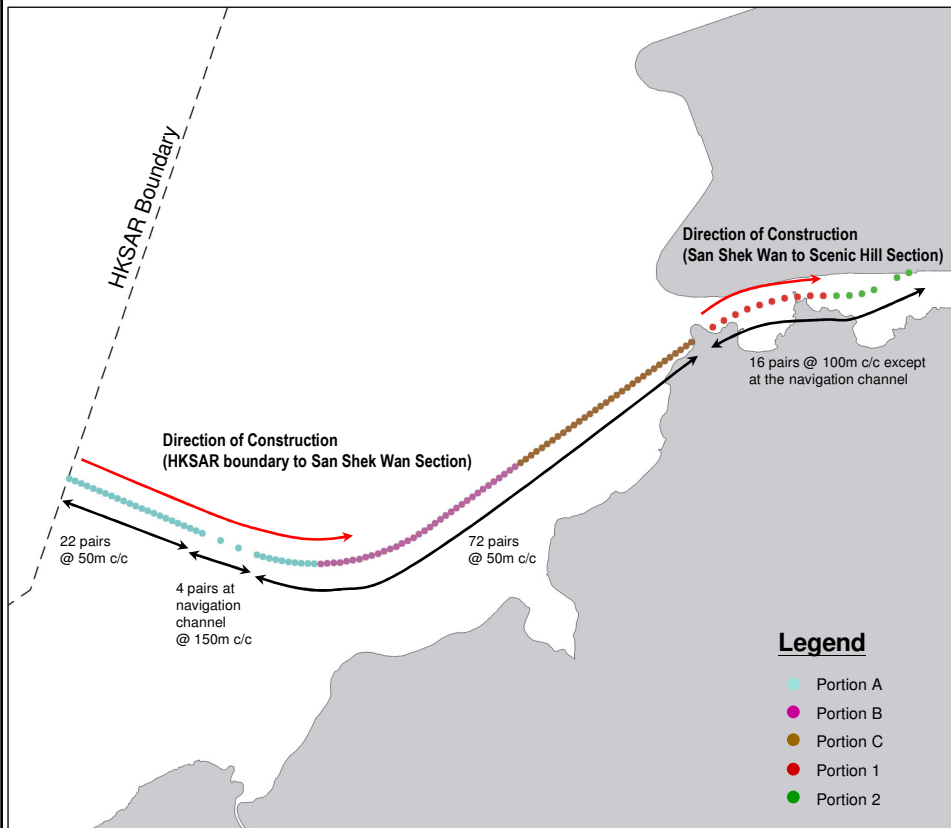 HKSAR Boundary
Direction of Construction
(San Shek Wan to Scenic Hill Section)
16 pairs @ 100m c/c except
at the navigation channel
Direction of Construction
(HKSAR boundary to San Shek Wan Section)
22 pairs
@ 50m c/c
72 pairs
@ 50m c/c
4 pairs at
navigation
channel
@ 150m c/c
Legend
Portion A
Portion B
Portion C
Portion 1
Portion 2